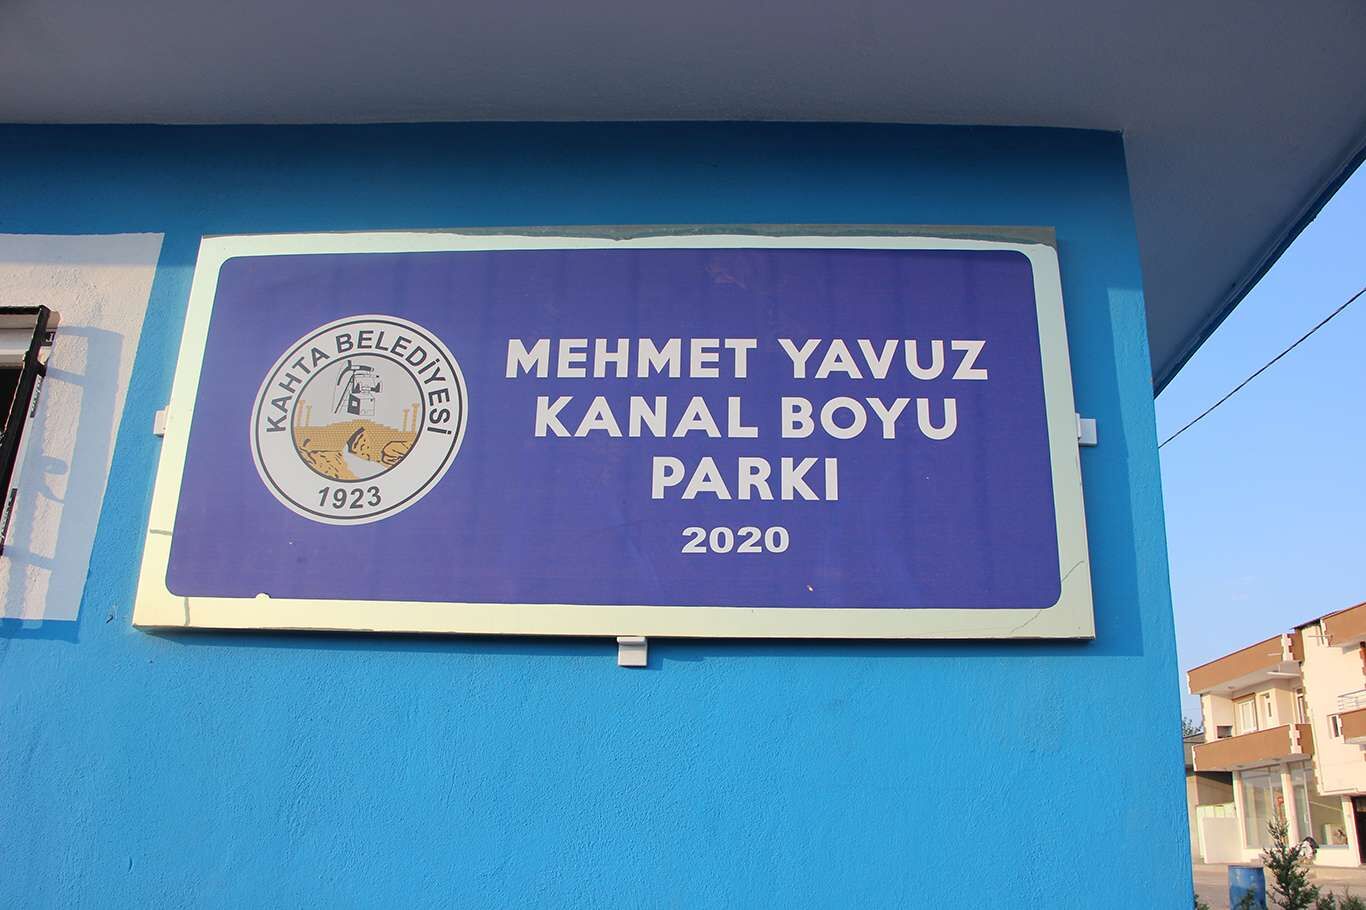 KAHTA BELEDİYESİ
1923
MEHMET YAVUZ
KANAL BOYU
PARKI
2020